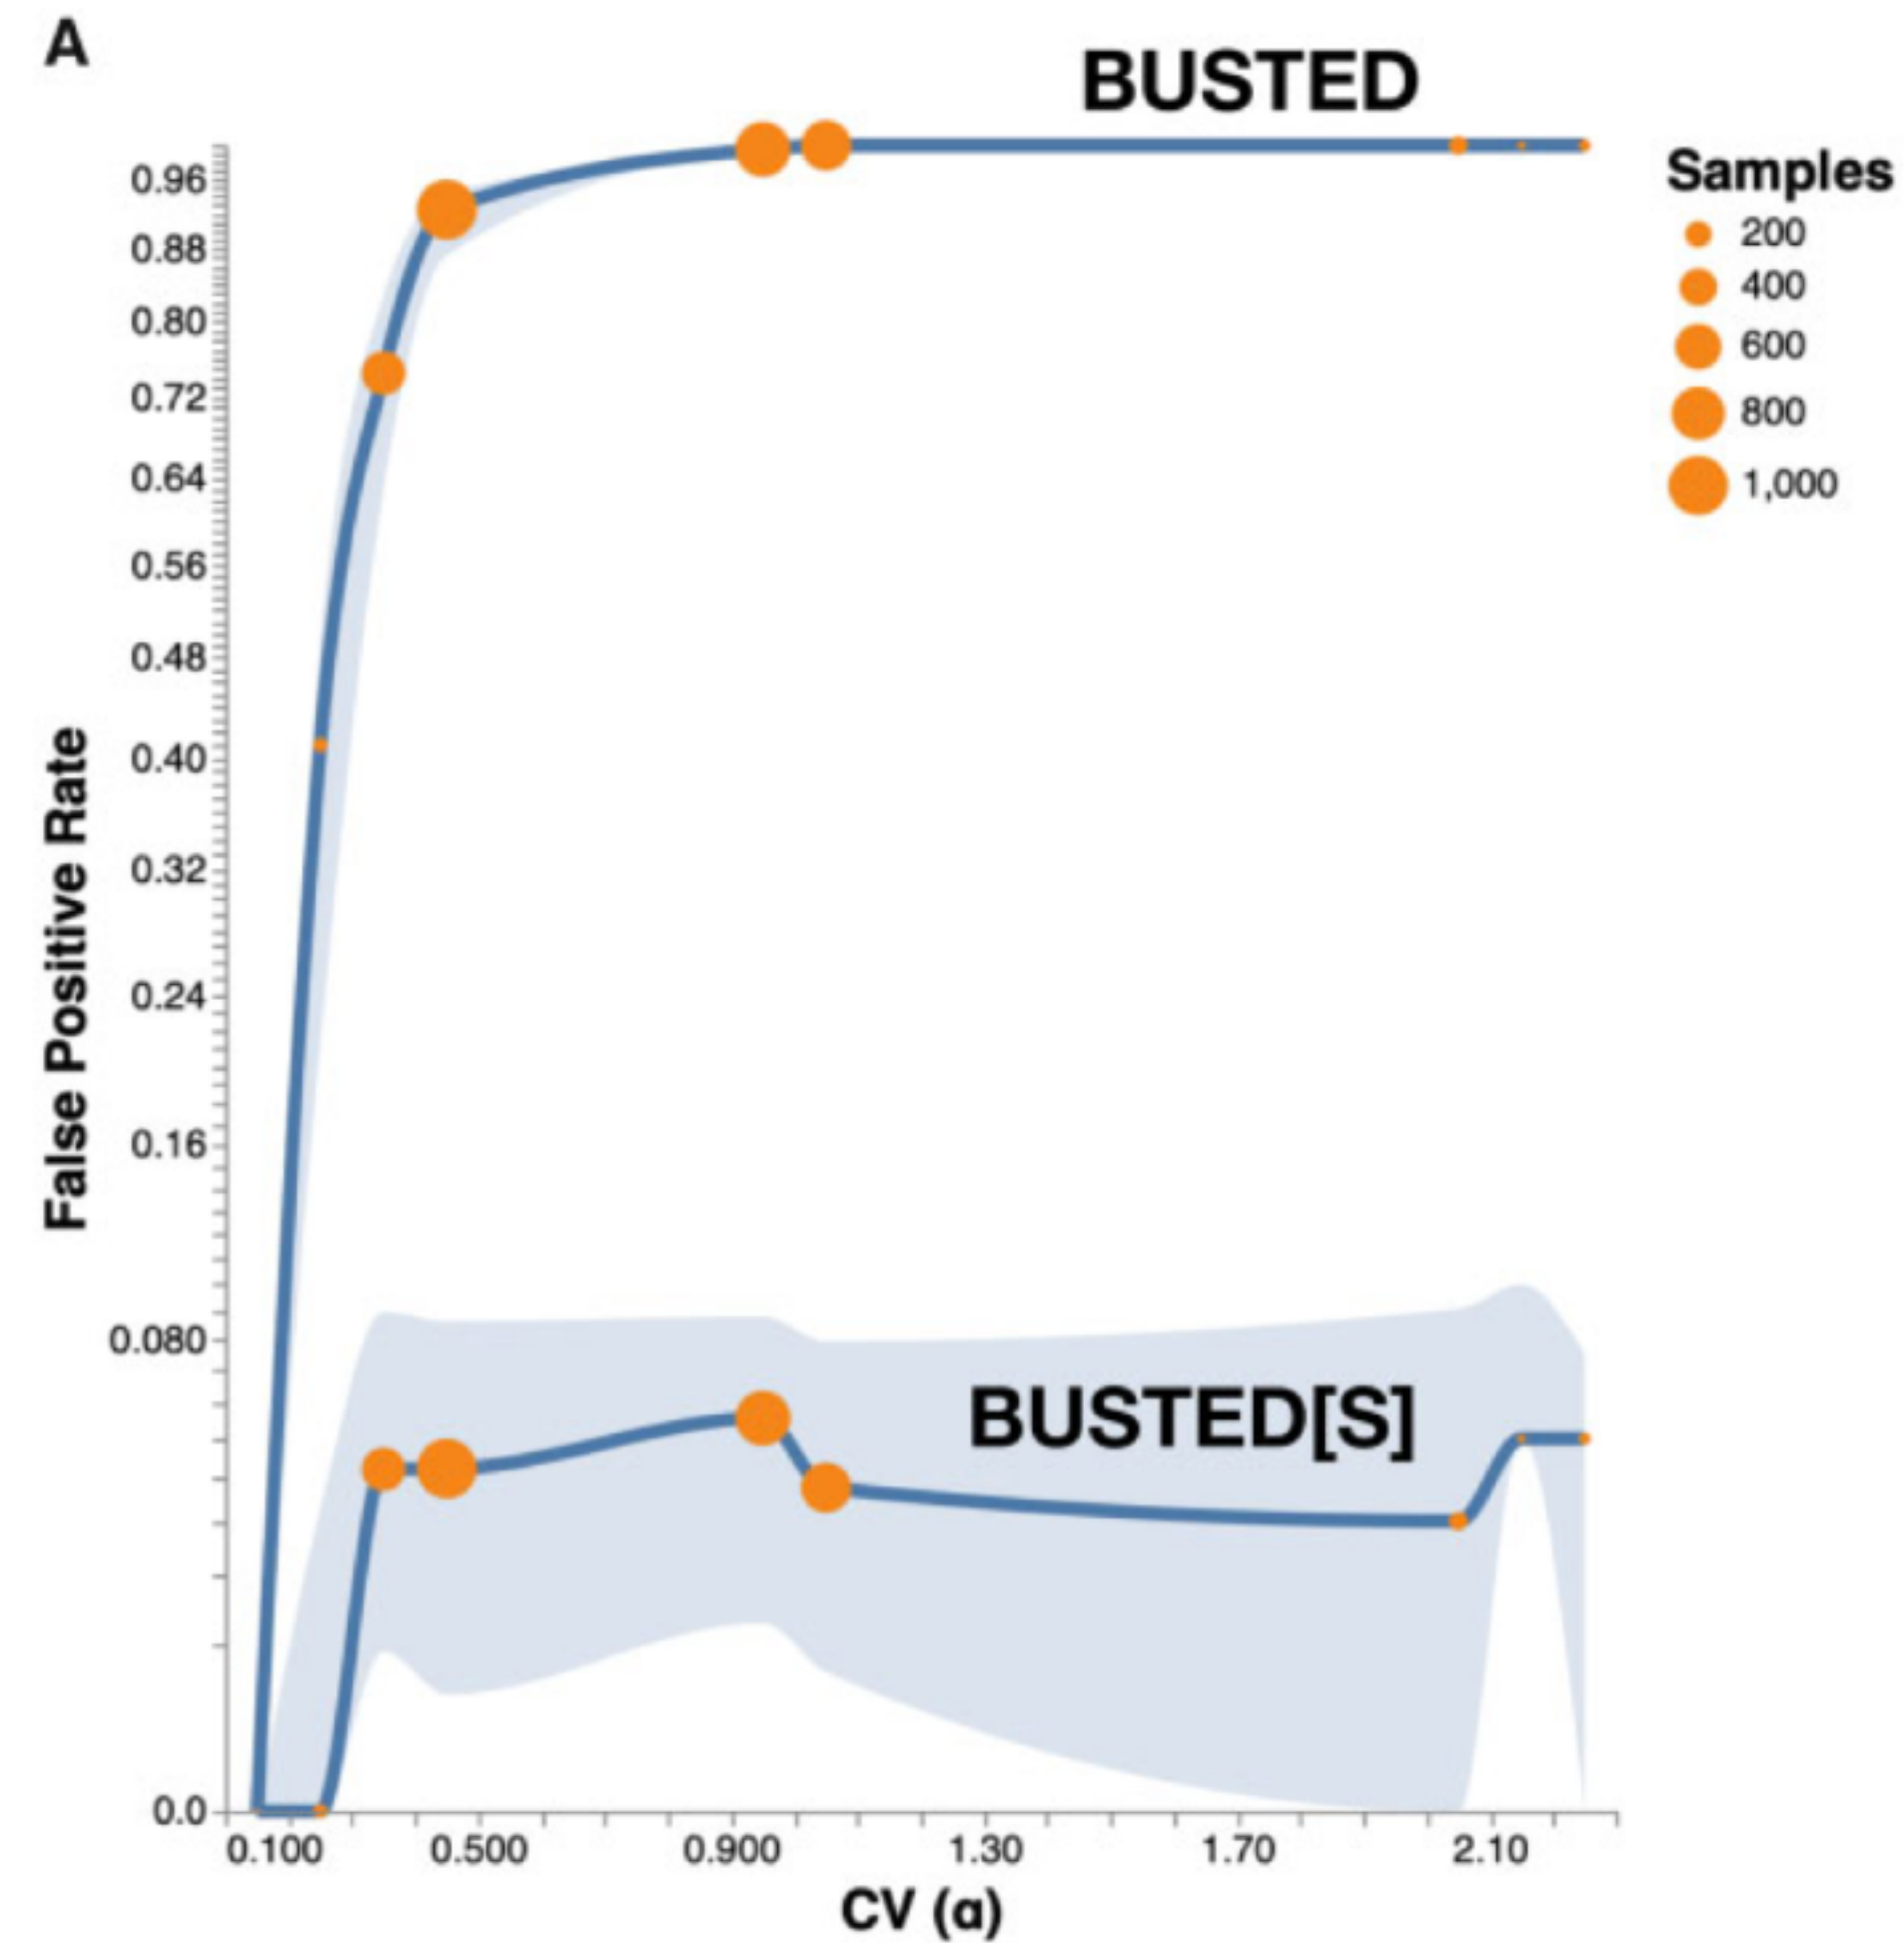 A
BUSTED
Samples
200
400
600
800
1,000
0.96
0.88
0.80
0.72
0.64
0.56
0.48
0.40
0.32
0.24
0.16
0.080
0.0
False Positive Rate
BUSTED[S]
0.100 0.500 0.900 1.30 1.70 2.10
CV (α)